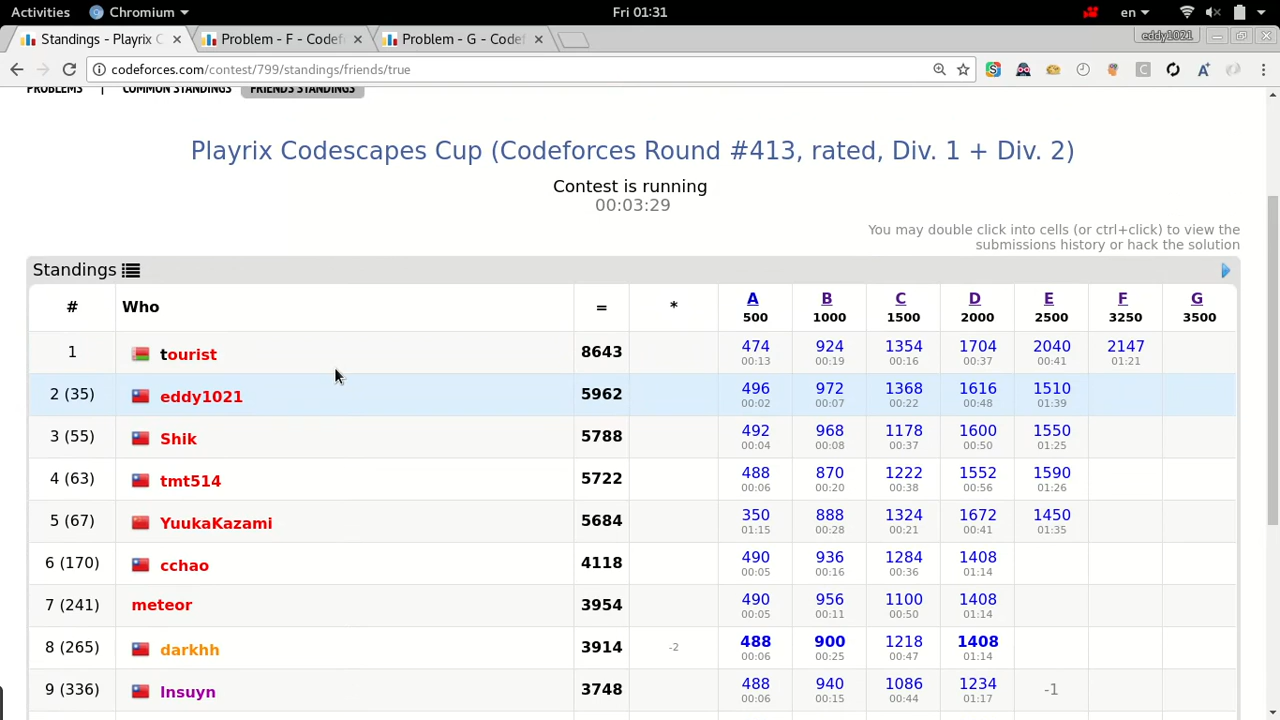 Activities Chromium Fri 01:31 en
Standings - Playrix C Problem - F - Codef Problem - G - Codef eddy1021
codeforces.com/contest/799/standings/friends/true
PROBLEMS | COMMON STANDINGS FRIENDS STANDINGS
Playrix Codescapes Cup (Codeforces Round #413, rated, Div. 1 + Div. 2)
Contest is running
00:03:29
You may double click into cells (or ctrl+click) to view the
submissions history or hack the solution
Standings
# Who = * A B C D E F G
500 1000 1500 2000 2500 3250 3500
1 tourist 8643 474 924 1354 1704 2040 2147
00:13 00:19 00:16 00:37 00:41 01:21
2 (35) eddy1021 5962 496 972 1368 1616 1510
00:02 00:07 00:22 00:48 01:39
3 (55) Shik 5788 492 968 1178 1600 1550
00:04 00:08 00:37 00:50 01:25
4 (63) tmt514 5722 488 870 1222 1552 1590
00:06 00:20 00:38 00:56 01:26
5 (67) YuukaKazami 5684 350 888 1324 1672 1450
01:15 00:28 00:21 00:41 01:35
6 (170) cchao 4118 490 936 1284 1408
00:05 00:16 00:36 01:14
7 (241) meteor 3954 490 956 1100 1408
00:05 00:11 00:50 01:14
8 (265) darkhh 3914 -2 488 900 1218 1408
00:06 00:25 00:47 01:14
9 (336) Insuyn 3748 488 940 1086 1234 -1
00:06 00:15 00:44 01:17